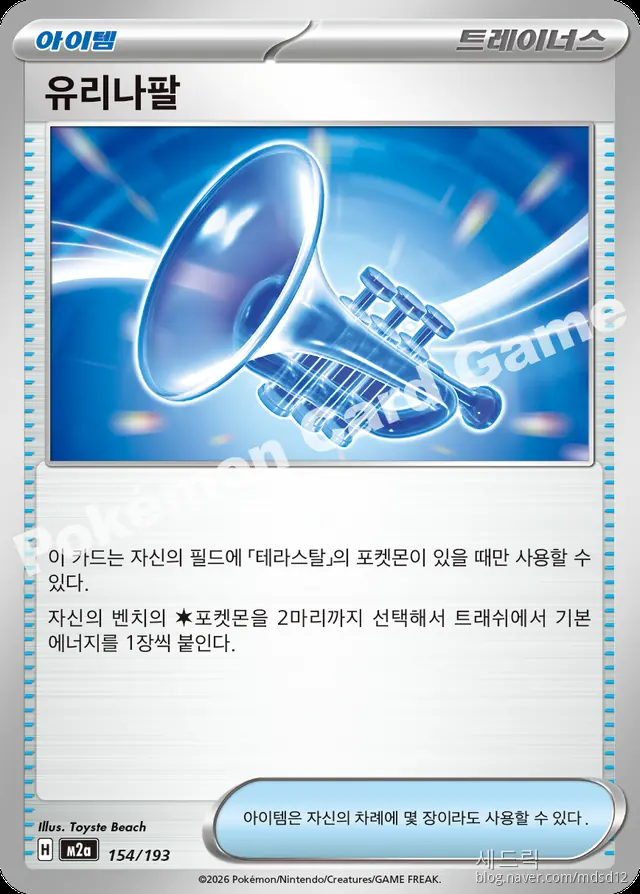 아이템
트레이너스
유리나팔
Pokémon Card Game
이 카드는 자신의 필드에 「테라스탈」의 포켓몬이 있을 때만 사용할 수
있다.
자신의 벤치의 ✶포켓몬을 2마리까지 선택해서 트래쉬에서 기본
에너지를 1장씩 붙인다.
아이템은 자신의 차례에 몇 장이라도 사용할 수 있다.
Illus. Toyste Beach
H M2a 154/193
©2026 Pokémon/Nintendo/Creatures/GAME FREAK.
세드릭
blog.naver.com/mdsd12